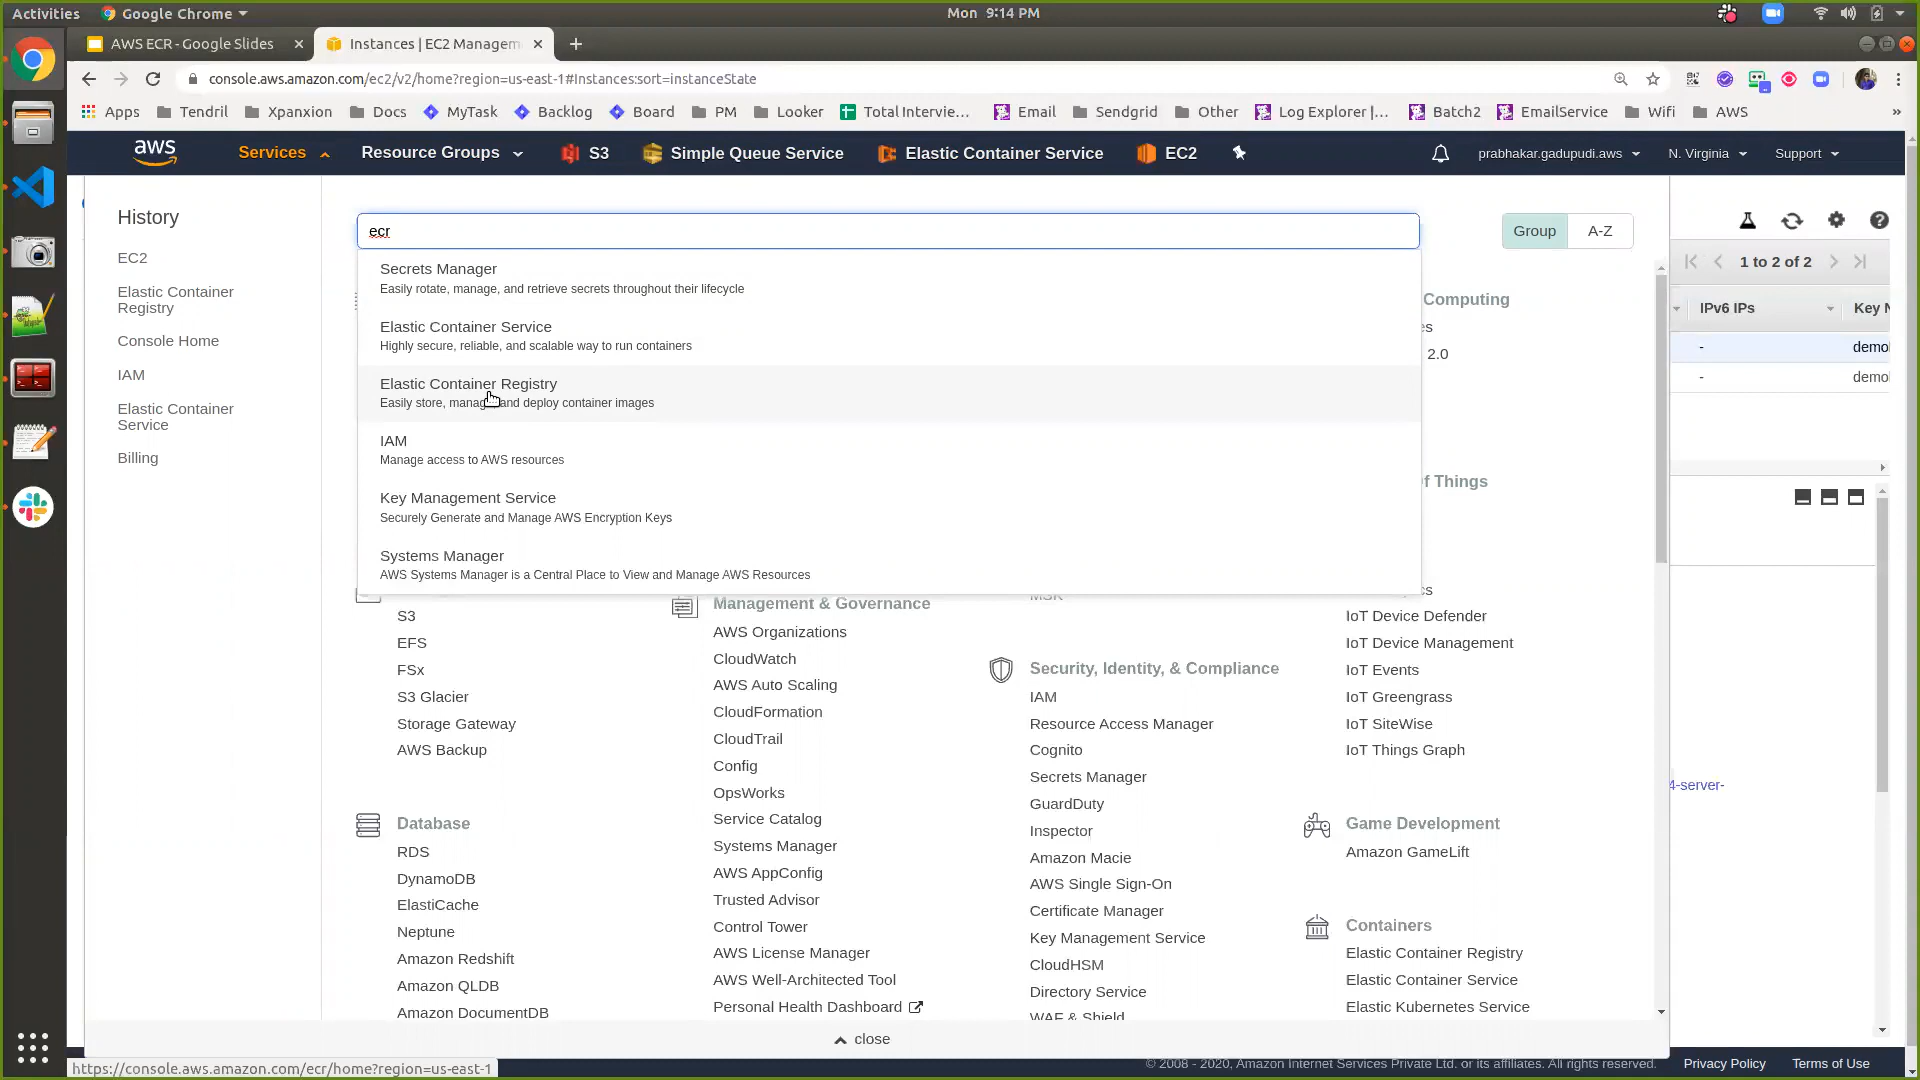 Activities
Google Chrome
Mon 9:14 PM
AWS ECR - Google Slides
Instances | EC2 Managem
console.aws.amazon.com/ec2/v2/home?region=us-east-1#Instances:sort=instanceState
Apps
Tendril
Xpanxion
Docs
MyTask
Backlog
Board
PM
Looker
Total Intervie...
Email
Sendgrid
Other
Log Explorer |...
Batch2
EmailService
Wifi
AWS
»
aws
Services
Resource Groups
S3
Simple Queue Service
Elastic Container Service
EC2
prabhakar.gadupudi.aws
N. Virginia
Support
History
EC2
Elastic Container
Registry
Console Home
IAM
Elastic Container
Service
Billing
ecr
Group
A-Z
Secrets Manager
Easily rotate, manage, and retrieve secrets throughout their lifecycle
Elastic Container Service
Highly secure, reliable, and scalable way to run containers
Elastic Container Registry
Easily store, manage and deploy container images
IAM
Manage access to AWS resources
Key Management Service
Securely Generate and Manage AWS Encryption Keys
Systems Manager
AWS Systems Manager is a Central Place to View and Manage AWS Resources
Computing
es
2.0
f Things
cs
1 to 2 of 2
IPv6 IPs
Key N
-
demo
-
demo
4-server-
S3
EFS
FSx
S3 Glacier
Storage Gateway
AWS Backup
Database
RDS
DynamoDB
ElastiCache
Neptune
Amazon Redshift
Amazon QLDB
Amazon DocumentDB
Management & Governance
AWS Organizations
CloudWatch
AWS Auto Scaling
CloudFormation
CloudTrail
Config
OpsWorks
Service Catalog
Systems Manager
AWS AppConfig
Trusted Advisor
Control Tower
AWS License Manager
AWS Well-Architected Tool
Personal Health Dashboard
MSK
Security, Identity, & Compliance
IAM
Resource Access Manager
Cognito
Secrets Manager
GuardDuty
Inspector
Amazon Macie
AWS Single Sign-On
Certificate Manager
Key Management Service
CloudHSM
Directory Service
WAF & Shield
IoT Device Defender
IoT Device Management
IoT Events
IoT Greengrass
IoT SiteWise
IoT Things Graph
Game Development
Amazon GameLift
Containers
Elastic Container Registry
Elastic Container Service
Elastic Kubernetes Service
close
https://console.aws.amazon.com/ecr/home?region=us-east-1
© 2008 - 2020, Amazon Internet Services Private Ltd. or its affiliates. All rights reserved.
Privacy Policy
Terms of Use